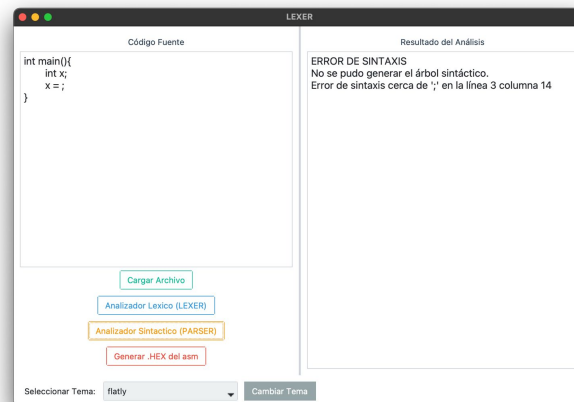 LEXER
Código Fuente
int main(){
int x;
x = ;
}
Cargar Archivo
Analizador Lexico (LEXER)
Analizador Sintactico (PARSER)
Generar .HEX del asm
Seleccionar Tema: flatly Cambiar Tema
Resultado del Análisis
ERROR DE SINTAXIS
No se pudo generar el árbol sintáctico.
Error de sintaxis cerca de ';' en la línea 3 columna 14